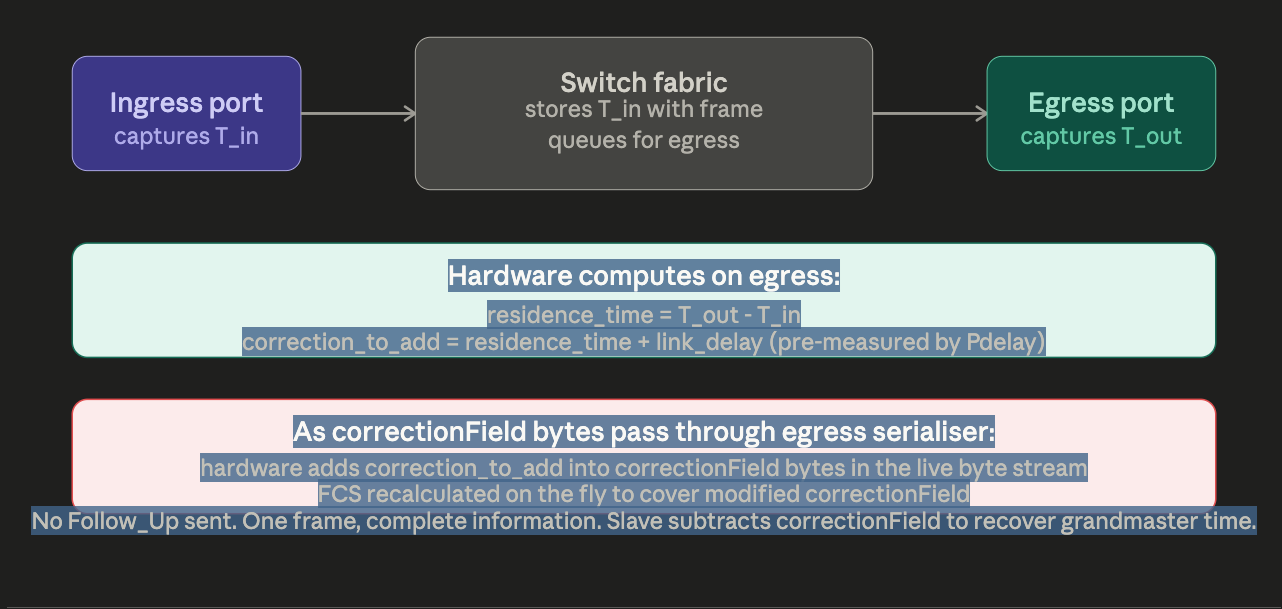 Ingress port
captures T_in
Switch fabric
stores T_in with frame
queues for egress
Egress port
captures T_out
Hardware computes on egress:
residence_time = T_out - T_in
correction_to_add = residence_time + link_delay (pre-measured by Pdelay)
As correctionField bytes pass through egress serialiser:
hardware adds correction_to_add into correctionField bytes in the live byte stream
FCS recalculated on the fly to cover modified correctionField
No Follow_Up sent. One frame, complete information. Slave subtracts correctionField to recover grandmaster time.